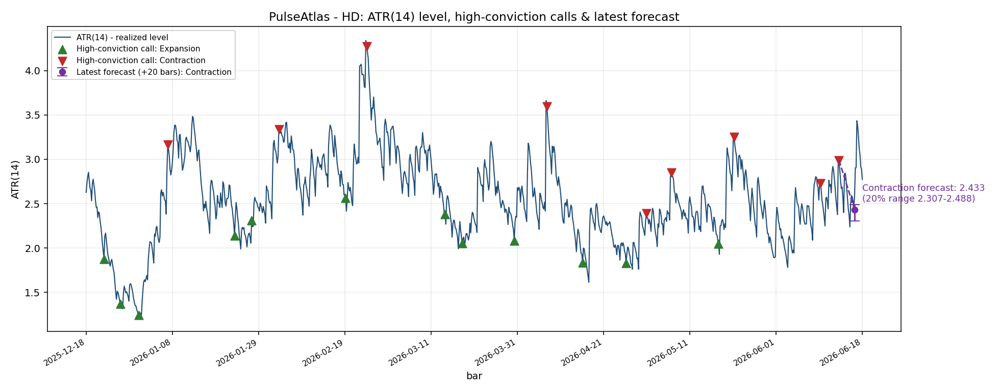 PulseAtlas - HD: ATR(14) level, high-conviction calls & latest forecast
ATR(14) - realized level
High-conviction call: Expansion
High-conviction call: Contraction
Latest forecast (+20 bars): Contraction
ATR(14)
4.0
3.5
3.0
2.5
2.0
1.5
Contraction forecast: 2.433
(20% range 2.307-2.488)
2025-12-18
2026-01-08
2026-01-29
2026-02-19
2026-03-11
2026-03-31
2026-04-21
2026-05-11
2026-06-01
2026-06-18
bar